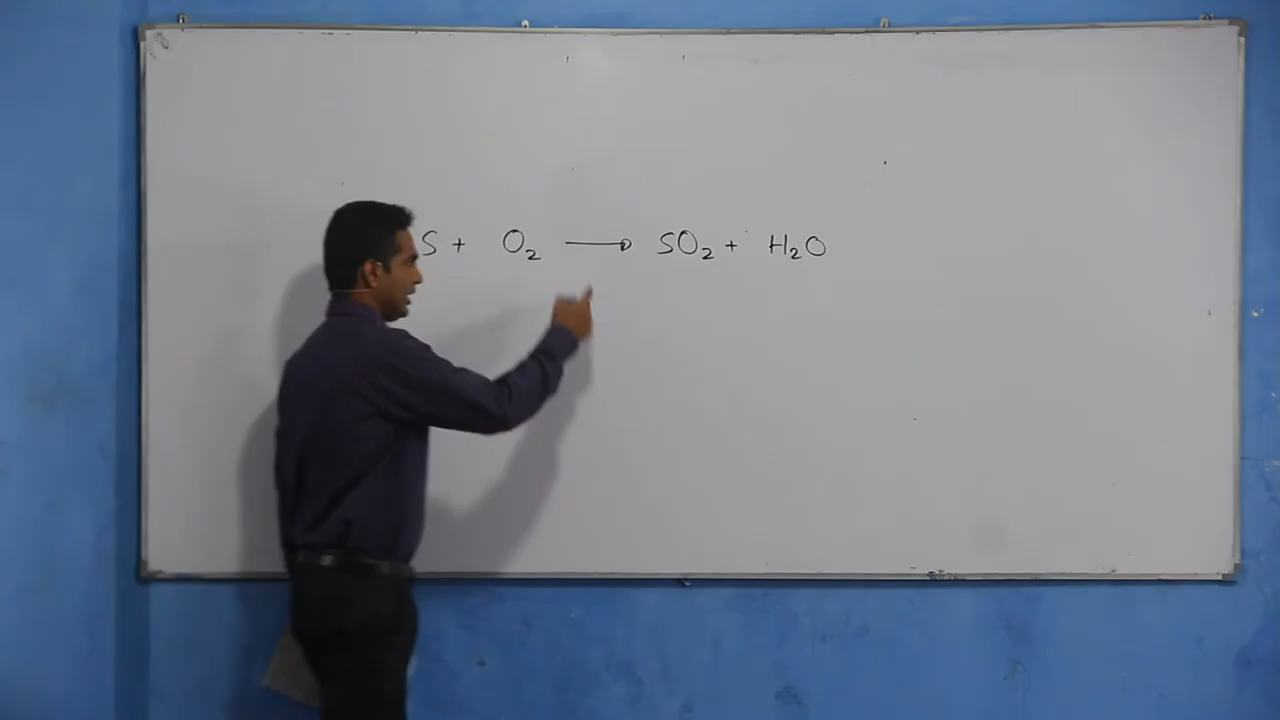 S + O₂ → SO₂ + H₂O